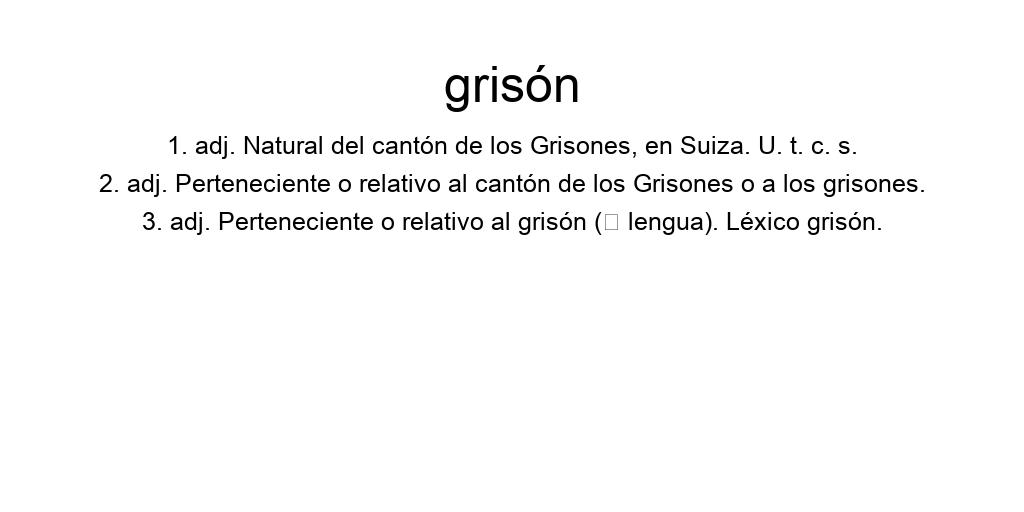 grisón
1. adj. Natural del cantón de los Grisones, en Suiza. U. t. c. s.
2. adj. Perteneciente o relativo al cantón de los Grisones o a los grisones.
3. adj. Perteneciente o relativo al grisón (□ lengua). Léxico grisón.